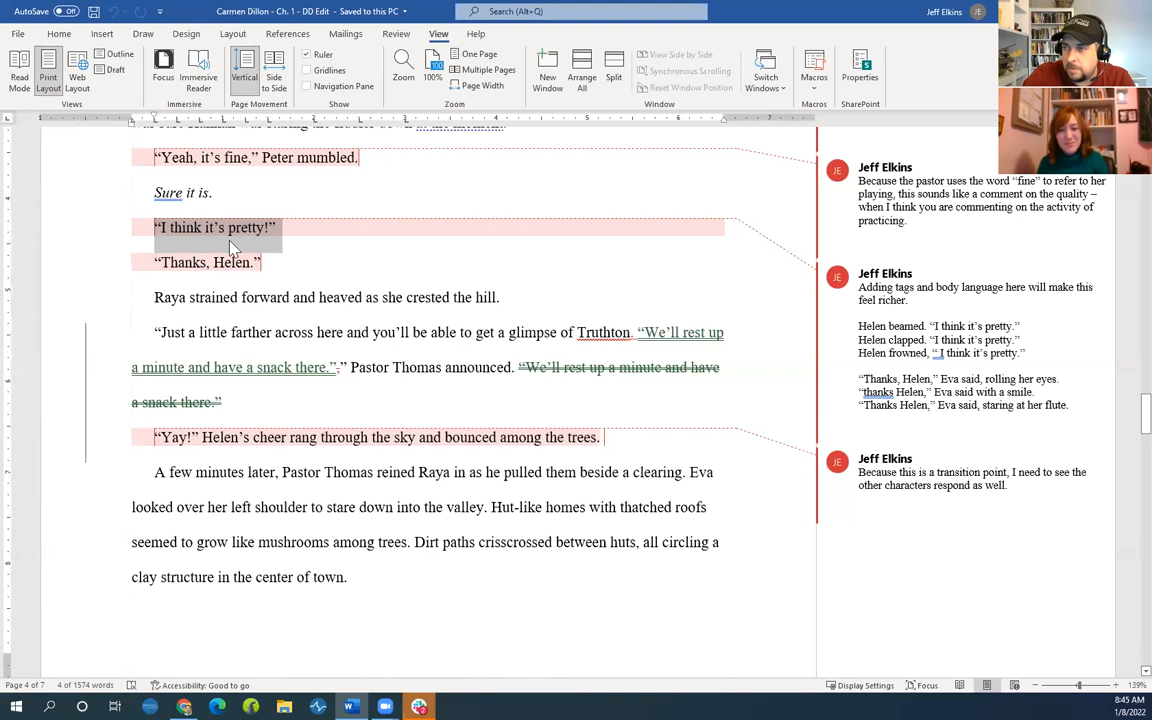 AutoSave Off Carmen Dillon - Ch. 1 - DD Edit - Saved to this PC Search (Alt+Q) Jeff Elkins JE
File Home Insert Draw Design Layout References Mailings Review View Help
Read Mode Print Layout Web Layout Outline Draft Focus Immersive Reader Vertical Side to Side Ruler Gridlines Navigation Pane Zoom 100% One Page Multiple Pages Page Width New Window Arrange All Split View Side by Side Synchronous Scrolling Reset Window Position Switch Windows Macros Properties
Views Immersive Page Movement Show Zoom Window Macros SharePoint
“Yeah, it’s fine,” Peter mumbled.
Sure it is.
“I think it’s pretty!”
“Thanks, Helen.”
Raya strained forward and heaved as she crested the hill.
“Just a little farther across here and you’ll be able to get a glimpse of Truthton. “We’ll rest up
a minute and have a snack there.”,” Pastor Thomas announced. “We’ll rest up a minute and have
a snack there.”
“Yay!” Helen’s cheer rang through the sky and bounced among the trees.
A few minutes later, Pastor Thomas reined Raya in as he pulled them beside a clearing. Eva
looked over her left shoulder to stare down into the valley. Hut-like homes with thatched roofs
seemed to grow like mushrooms among trees. Dirt paths crisscrossed between huts, all circling a
clay structure in the center of town.
JE Jeff Elkins
Because the pastor uses the word “fine” to refer to her
playing, this sounds like a comment on the quality –
when I think you are commenting on the activity of
practicing.
JE Jeff Elkins
Adding tags and body language here will make this
feel richer.
Helen beamed. “I think it’s pretty.”
Helen clapped. “I think it’s pretty.”
Helen frowned, “ I think it’s pretty.”
“Thanks, Helen,” Eva said, rolling her eyes.
“thanks Helen,” Eva said with a smile.
“Thanks Helen,” Eva said, staring at her flute.
JE Jeff Elkins
Because this is a transition point, I need to see the
other characters respond as well.
Page 4 of 7 4 of 1574 words Accessibility: Good to go Display Settings Focus 139%
8:45 AM
1/8/2022